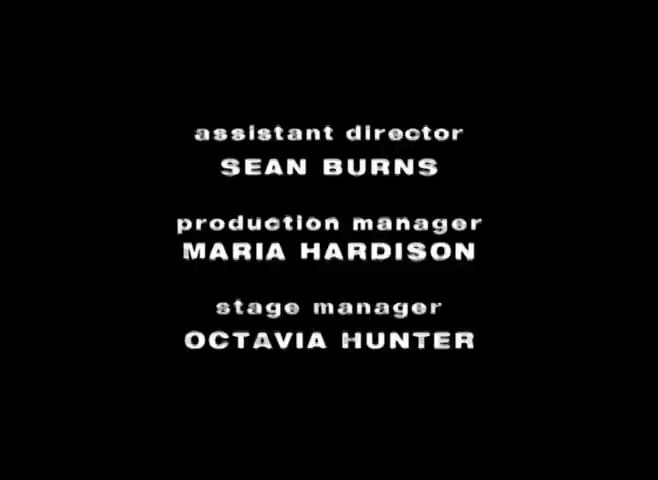 assistant director
SEAN BURNS
production manager
MARIA HARDISON
stage manager
OCTAVIA HUNTER